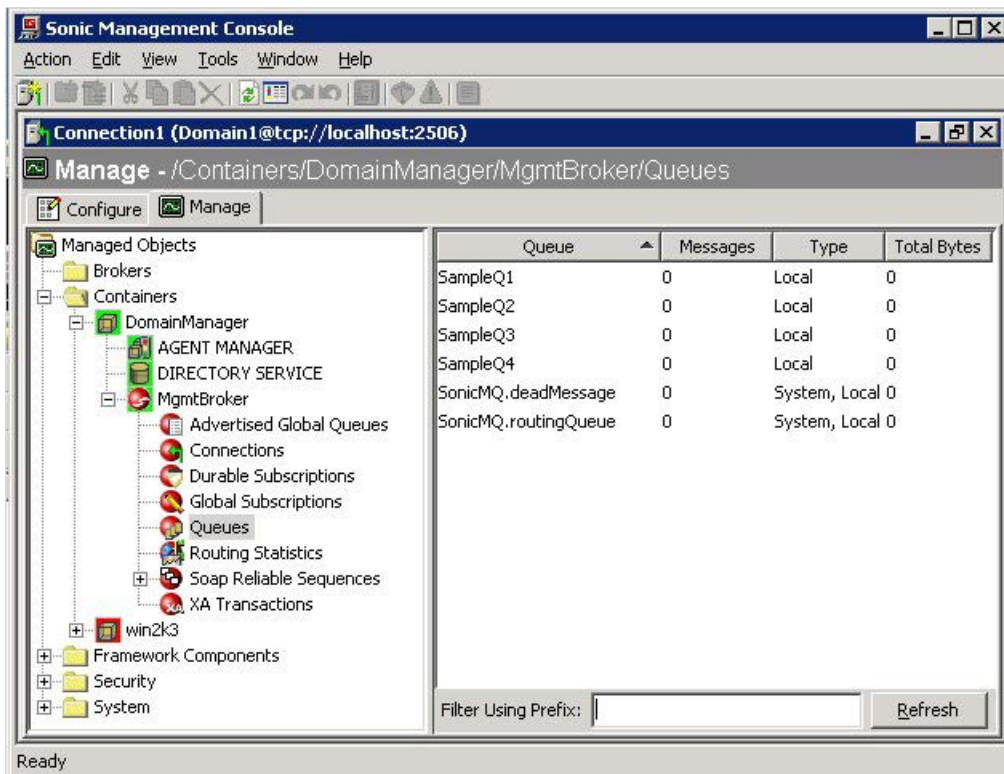 Sonic Management Console
Action Edit View Tools Window Help
Connection1 (Domain1@tcp://localhost:2506)
Manage - /Containers/DomainManager/MgmtBroker/Queues
Configure Manage
Managed Objects
Brokers
Containers
DomainManager
AGENT MANAGER
DIRECTORY SERVICE
MgmtBroker
Advertised Global Queues
Connections
Durable Subscriptions
Global Subscriptions
Queues
Routing Statistics
Soap Reliable Sequences
XA Transactions
win2k3
Framework Components
Security
System
Queue Messages Type Total Bytes
SampleQ1 0 Local 0
SampleQ2 0 Local 0
SampleQ3 0 Local 0
SampleQ4 0 Local 0
SonicMQ.deadMessage 0 System, Local 0
SonicMQ.routingQueue 0 System, Local 0
Filter Using Prefix: Refresh
Ready